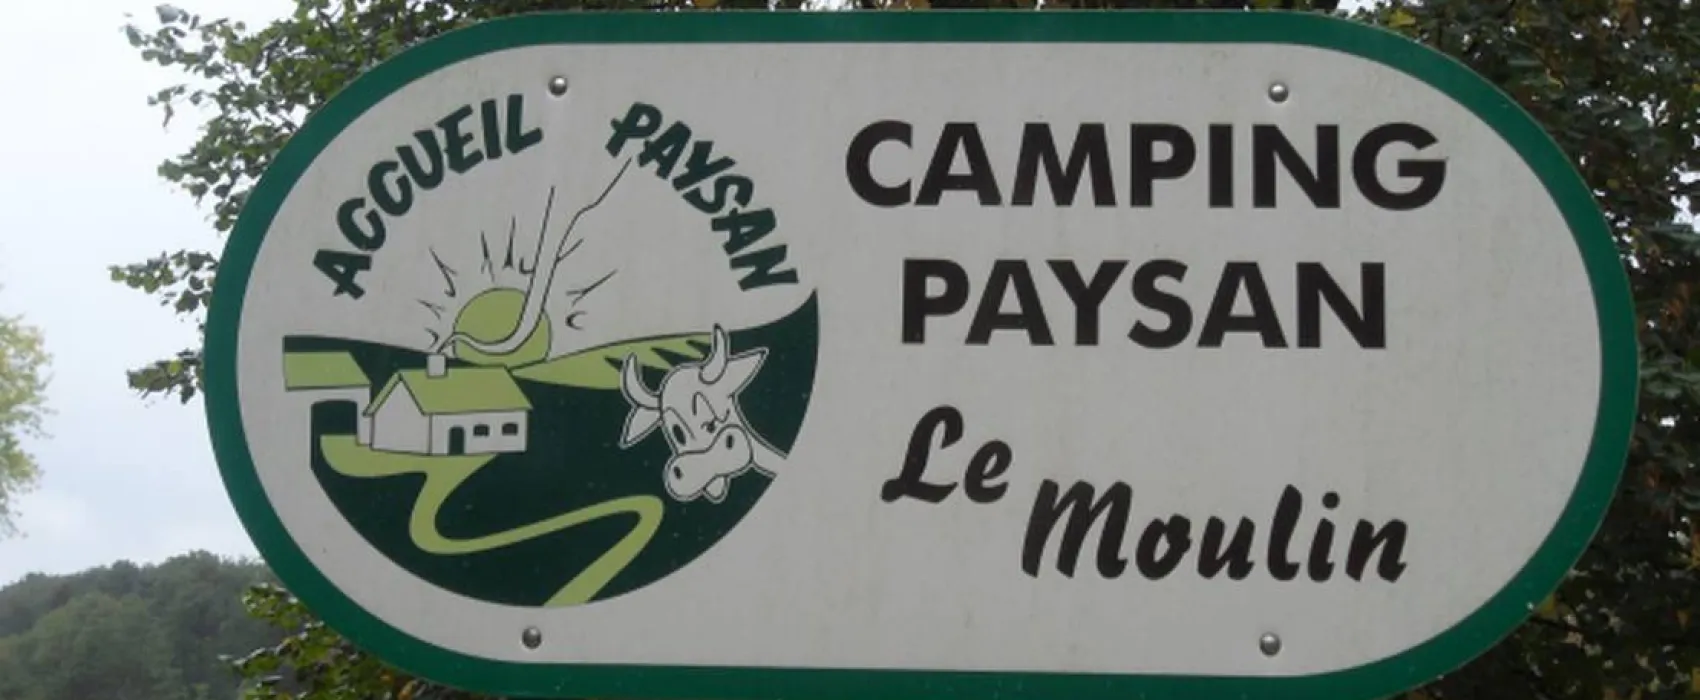 ACCUEIL PAYSAN
CAMPING
PAYSAN
Le Moulin